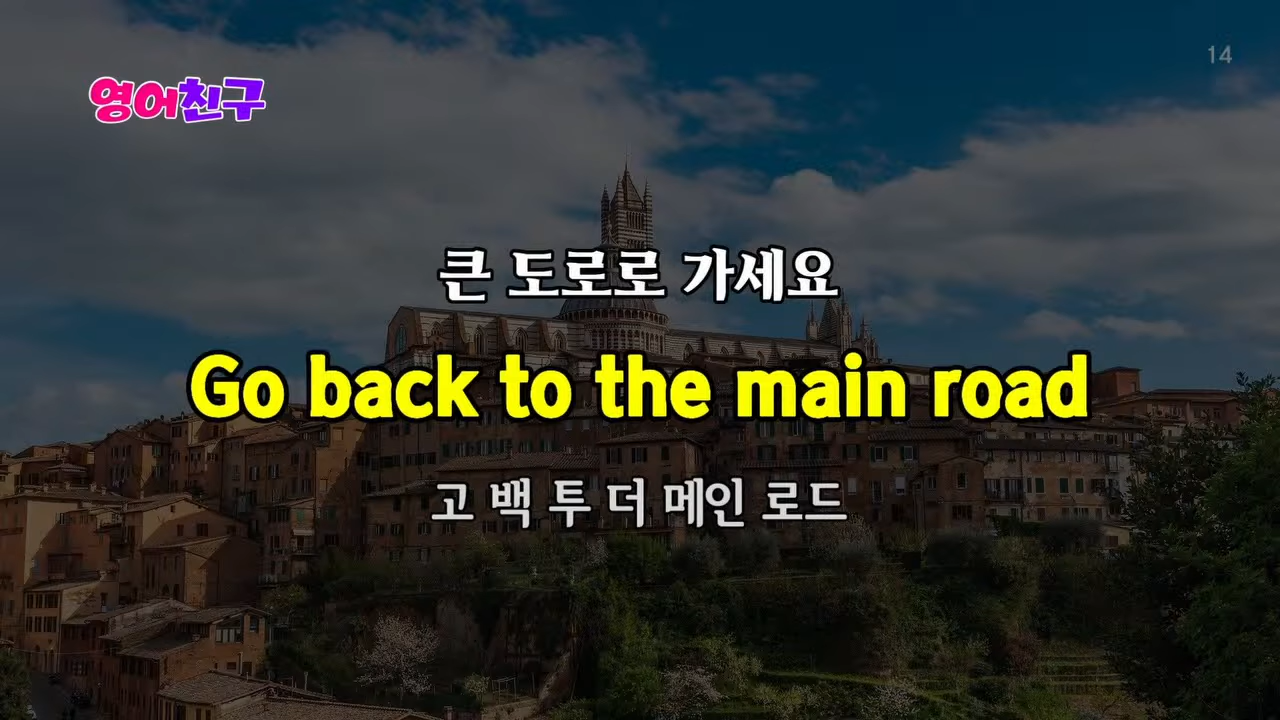 영어친구
14
큰 도로로 가세요
Go back to the main road
고 백 투 더 메인 로드